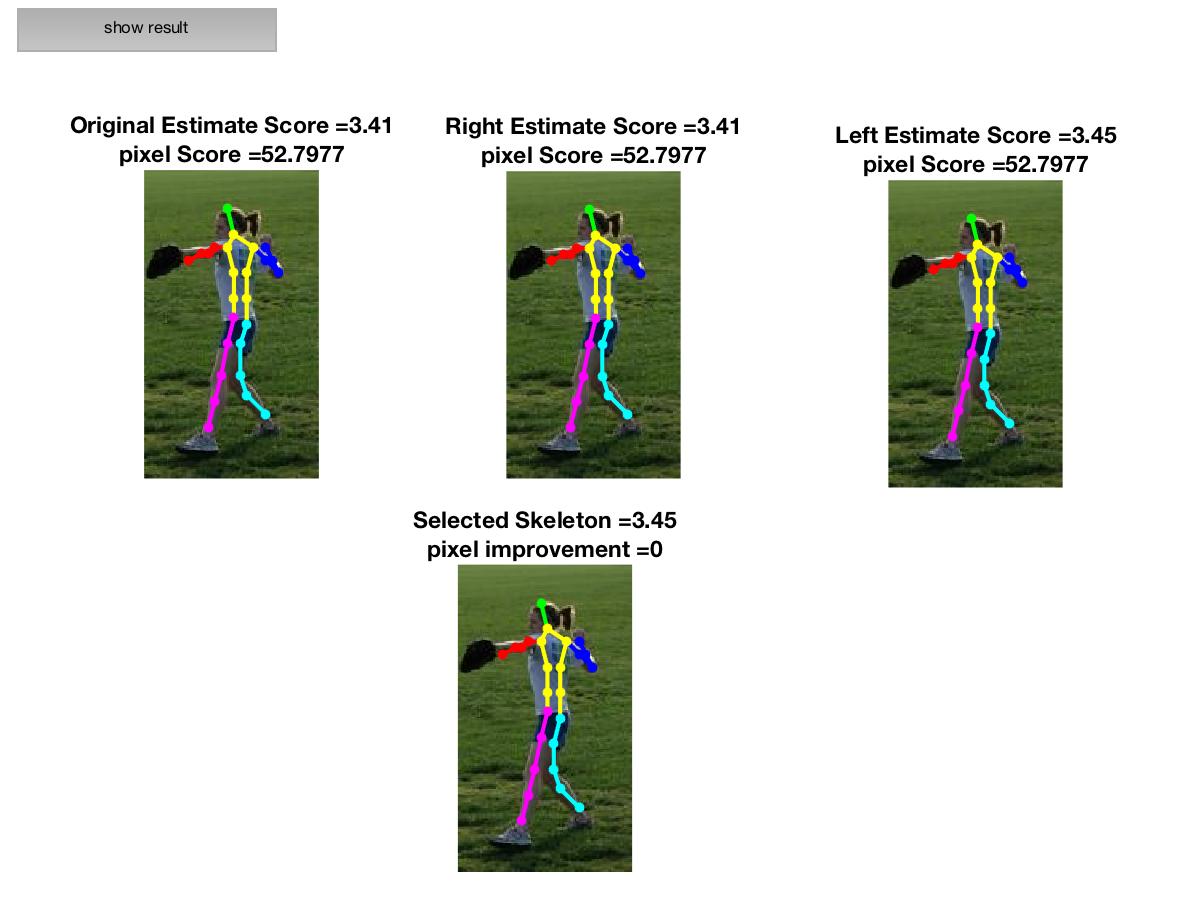 show result
Original Estimate Score =3.41
pixel Score =52.7977
Right Estimate Score =3.41
pixel Score =52.7977
Left Estimate Score =3.45
pixel Score =52.7977
Selected Skeleton =3.45
pixel improvement =0